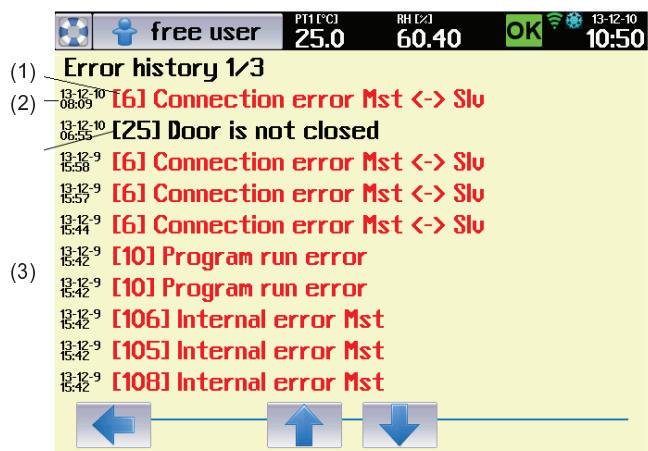 free user PT1 [°C] 25.0 RH [%] 60.40 OK 13-12-10 10:50
Error history 1/3
(1)
13-12-10 08:09 [6] Connection error Mst <-> Slv
(2)
13-12-10 06:55 [25] Door is not closed
13-12-9 15:58 [6] Connection error Mst <-> Slv
13-12-9 15:57 [6] Connection error Mst <-> Slv
13-12-9 15:44 [6] Connection error Mst <-> Slv
13-12-9 15:42 [10] Program run error
(3)
13-12-9 15:42 [10] Program run error
13-12-9 15:42 [106] Internal error Mst
13-12-9 15:42 [105] Internal error Mst
13-12-9 15:42 [108] Internal error Mst